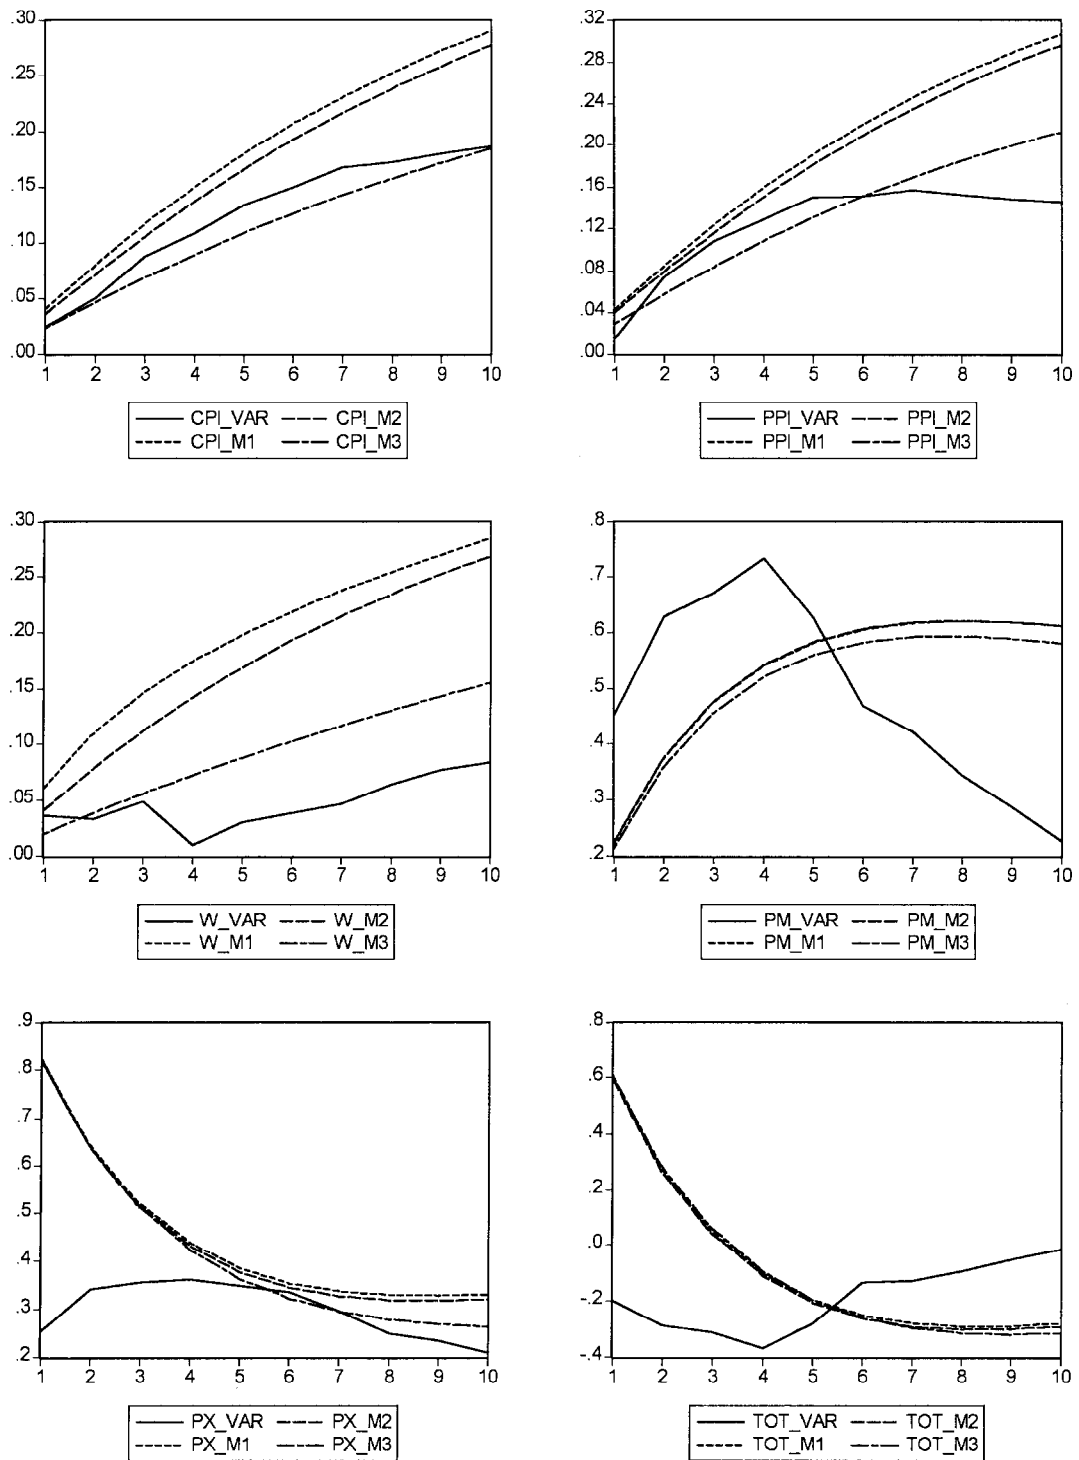 .30
.25
.20
.15
.10
.05
.00
1 2 3 4 5 6 7 8 9 10
CPI_VAR CPI_M2
CPI_M1 CPI_M3
.32
.28
.24
.20
.16
.12
.08
.04
.00
1 2 3 4 5 6 7 8 9 10
PPI_VAR PPI_M2
PPI_M1 PPI_M3
.30
.25
.20
.15
.10
.05
.00
1 2 3 4 5 6 7 8 9 10
W_VAR W_M2
W_M1 W_M3
.8
.7
.6
.5
.4
.3
.2
1 2 3 4 5 6 7 8 9 10
PM_VAR PM_M2
PM_M1 PM_M3
.9
.8
.7
.6
.5
.4
.3
.2
1 2 3 4 5 6 7 8 9 10
PX_VAR PX_M2
PX_M1 PX_M3
.8
.6
.4
.2
.0
-.2
-.4
1 2 3 4 5 6 7 8 9 10
TOT_VAR TOT_M2
TOT_M1 TOT_M3